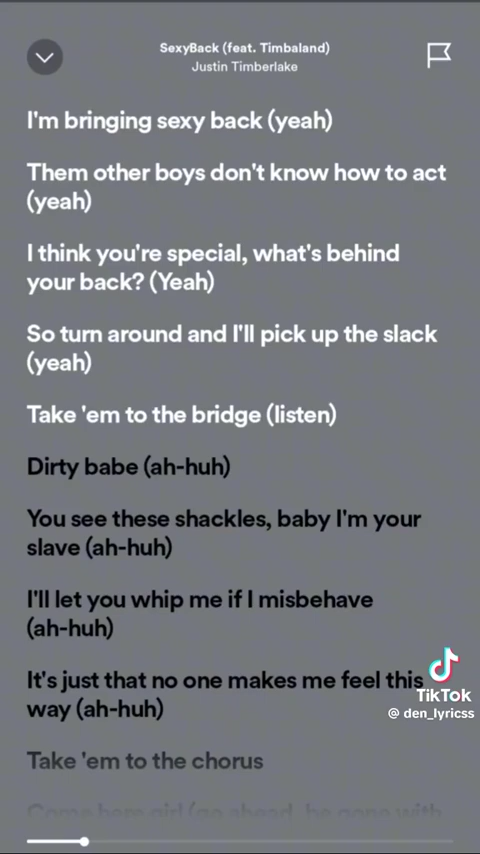 SexyBack (feat. Timbaland)
Justin Timberlake
I'm bringing sexy back (yeah)
Them other boys don't know how to act
(yeah)
I think you're special, what's behind
your back? (Yeah)
So turn around and I'll pick up the slack
(yeah)
Take 'em to the bridge (listen)
Dirty babe (ah-huh)
You see these shackles, baby I'm your
slave (ah-huh)
I'll let you whip me if I misbehave
(ah-huh)
It's just that no one makes me feel this
way (ah-huh)
TikTok
@ den_lyricss
Take 'em to the chorus